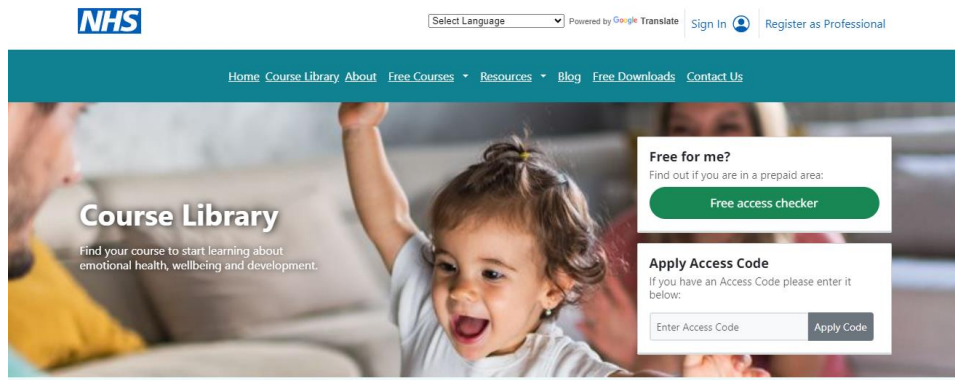 NHS
Select Language
Powered by Google Translate
Sign In
Register as Professional
Home Course Library About Free Courses Resources Blog Free Downloads Contact Us
Course Library
Find your course to start learning about
emotional health, wellbeing and development.
Free for me?
Find out if you are in a prepaid area:
Free access checker
Apply Access Code
If you have an Access Code please enter it
below:
Enter Access Code
Apply Code